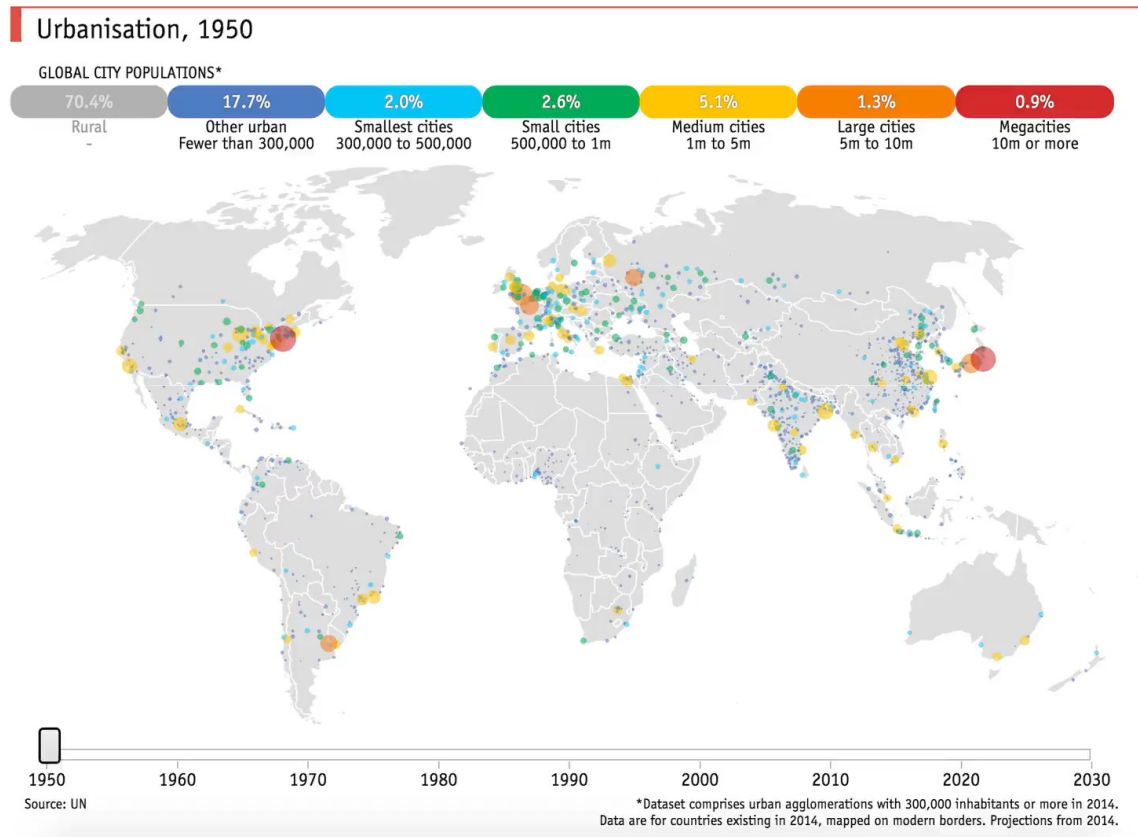 Urbanisation, 1950
GLOBAL CITY POPULATIONS*
70.4% 17.7% 2.0% 2.6% 5.1% 1.3% 0.9%
Rural Other urban Smallest cities Small cities Medium cities Large cities Megacities
- Fewer than 300,000 300,000 to 500,000 500,000 to 1m 1m to 5m 5m to 10m 10m or more
1950 1960 1970 1980 1990 2000 2010 2020 2030
Source: UN *Dataset comprises urban agglomerations with 300,000 inhabitants or more in 2014.
Data are for countries existing in 2014, mapped on modern borders. Projections from 2014.